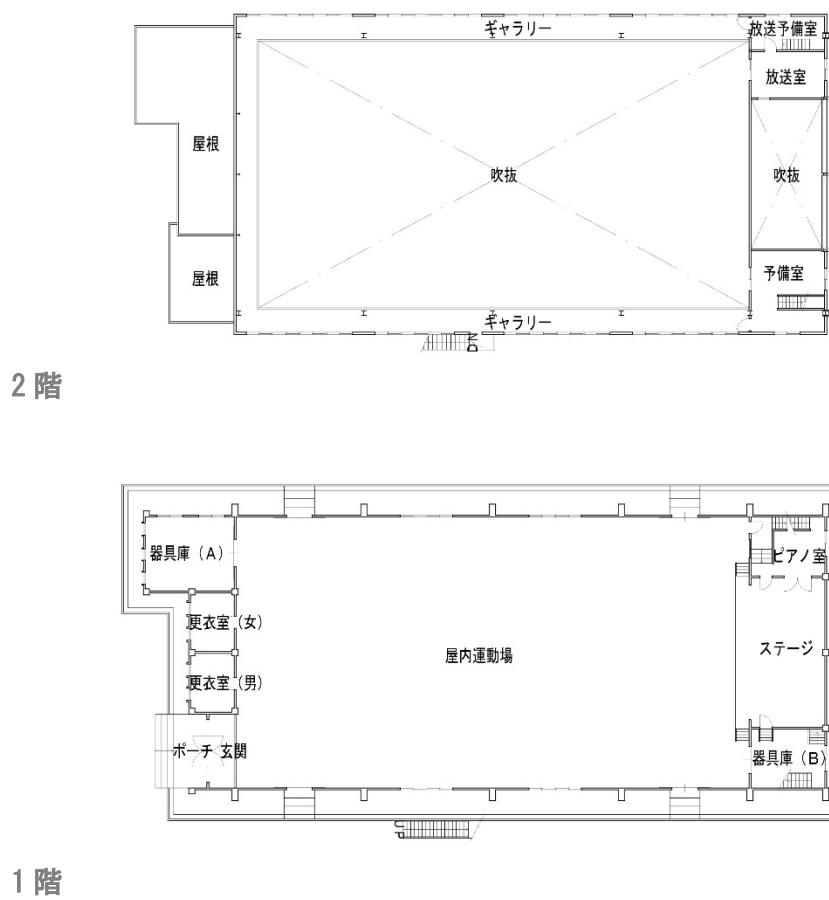 ギャラリー
放送予備室
放送室
屋根
吹抜
吹抜
屋根
予備室
ギャラリー
DN
2階
器具庫（A）
ピアノ室
更衣室（女）
ステージ
屋内運動場
更衣室（男）
ポーチ 玄関
器具庫（B）
UP
1階